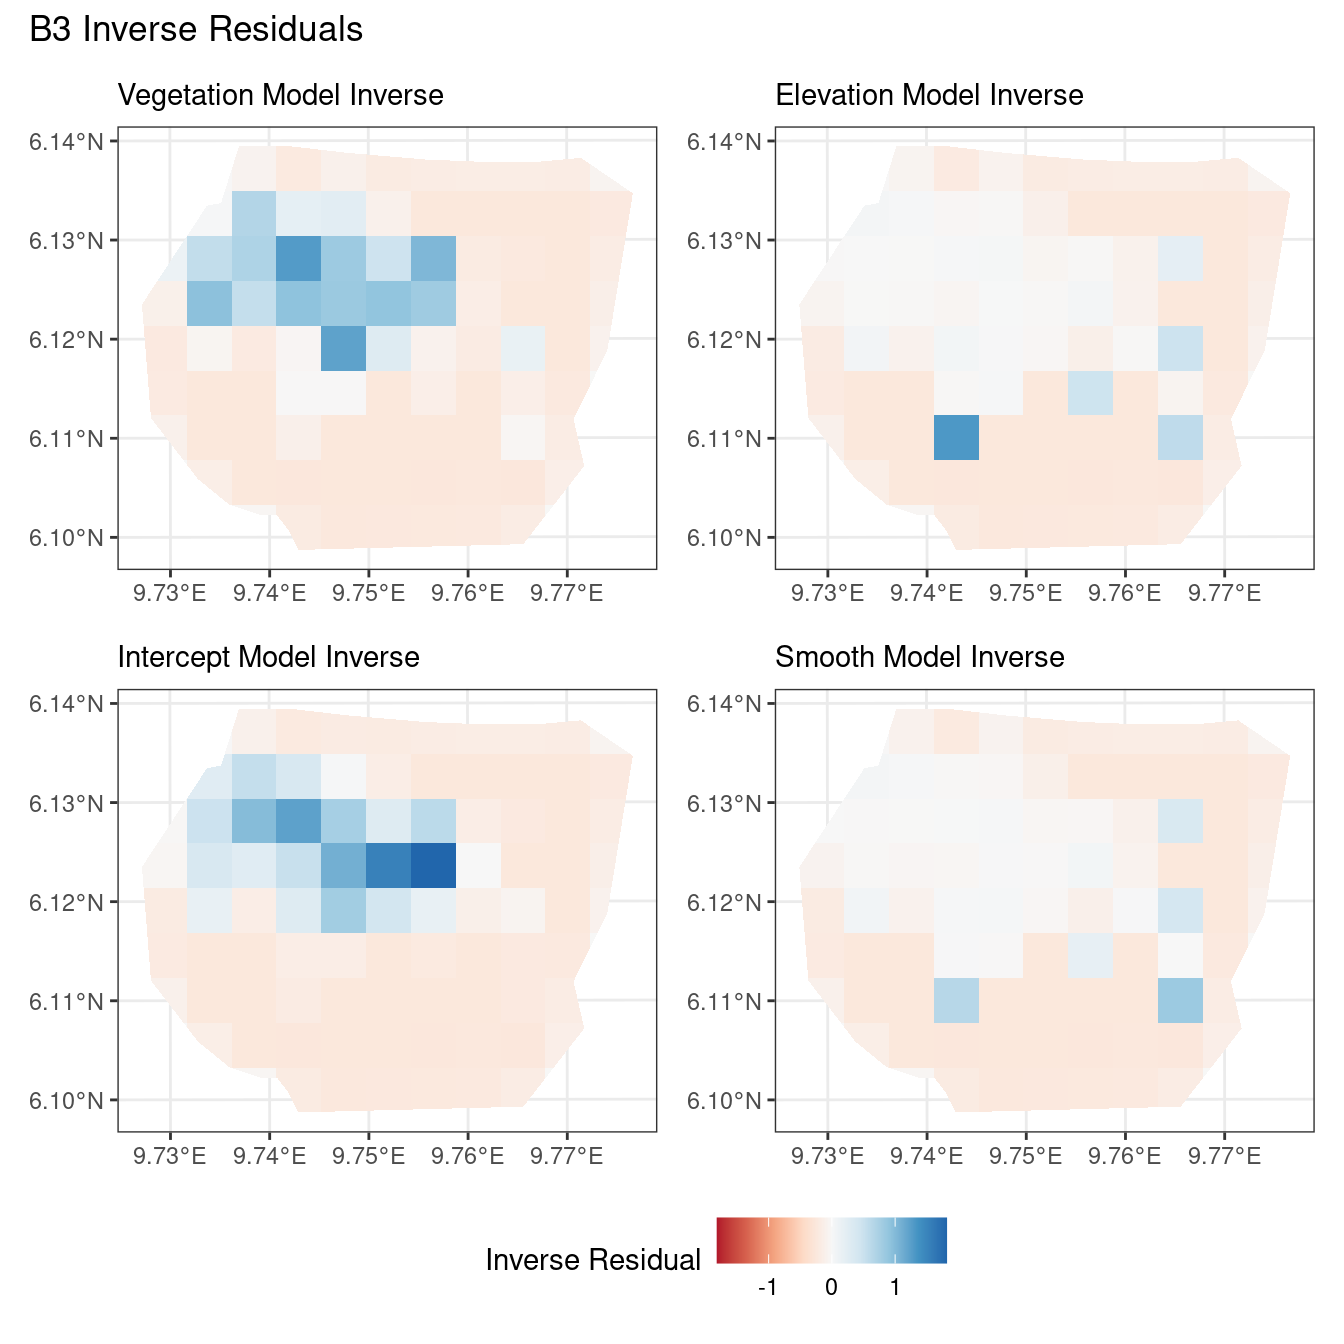 B3 Inverse Residuals
Vegetation Model Inverse
6.14°N
6.13°N
6.12°N
6.11°N
6.10°N
9.73°E 9.74°E 9.75°E 9.76°E 9.77°E
Elevation Model Inverse
6.14°N
6.13°N
6.12°N
6.11°N
6.10°N
9.73°E 9.74°E 9.75°E 9.76°E 9.77°E
Intercept Model Inverse
6.14°N
6.13°N
6.12°N
6.11°N
6.10°N
9.73°E 9.74°E 9.75°E 9.76°E 9.77°E
Smooth Model Inverse
6.14°N
6.13°N
6.12°N
6.11°N
6.10°N
9.73°E 9.74°E 9.75°E 9.76°E 9.77°E
Inverse Residual
-1 0 1